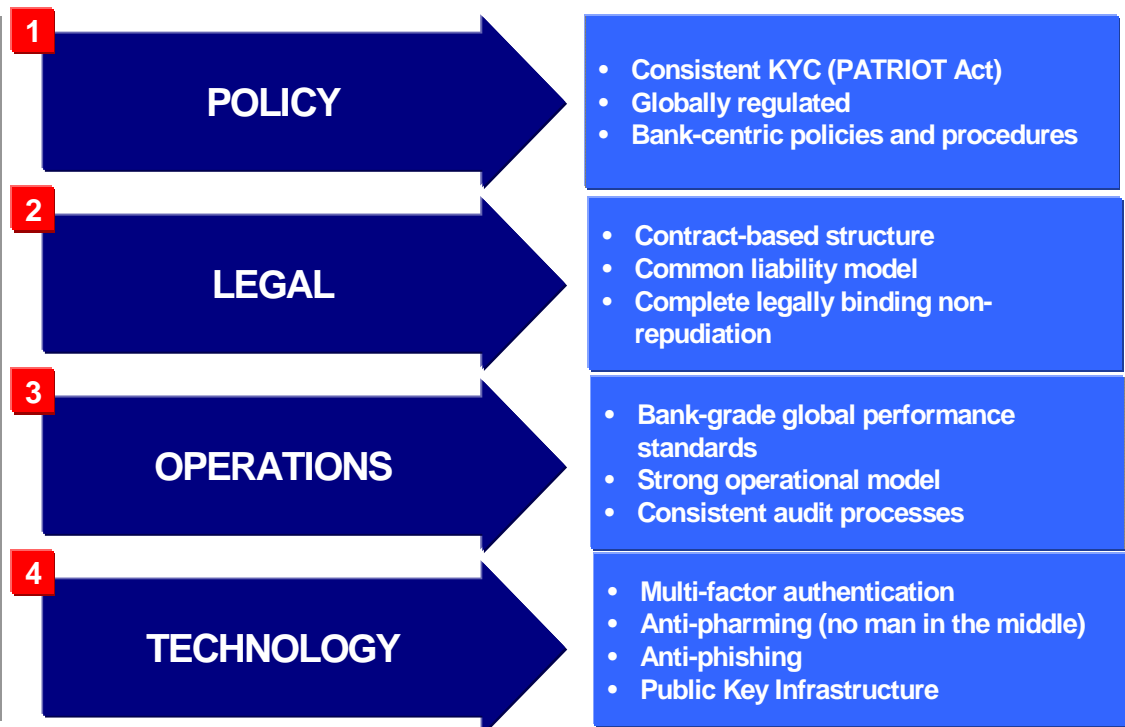 1
POLICY
• Consistent KYC (PATRIOT Act)
• Globally regulated
• Bank-centric policies and procedures
2
LEGAL
• Contract-based structure
• Common liability model
• Complete legally binding non-
repudiation
3
OPERATIONS
• Bank-grade global performance
standards
• Strong operational model
• Consistent audit processes
4
TECHNOLOGY
• Multi-factor authentication
• Anti-pharming (no man in the middle)
• Anti-phishing
• Public Key Infrastructure